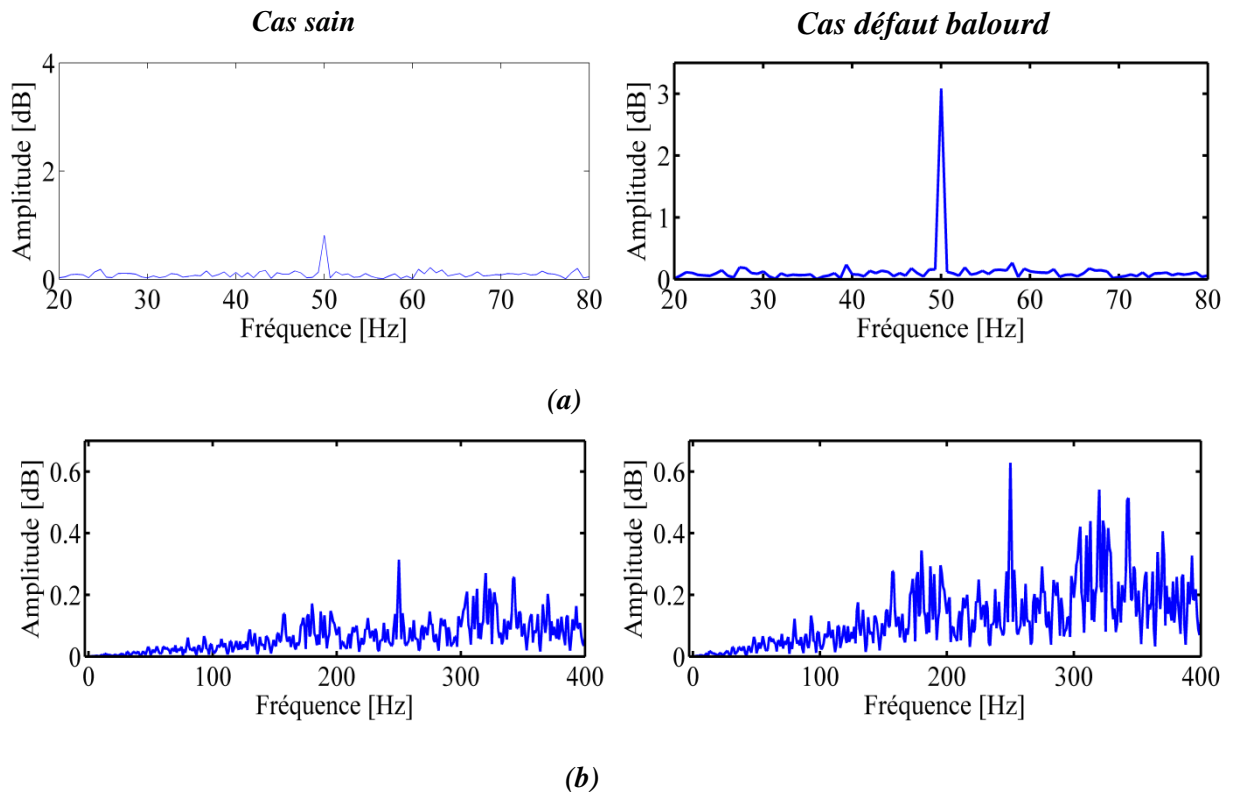 Cas sain
Cas défaut balourd
Amplitude [dB]
4
2
0
20 30 40 50 60 70 80
Fréquence [Hz]
Amplitude [dB]
3
2
1
0
20 30 40 50 60 70 80
Fréquence [Hz]
(a)
Amplitude [dB]
0.6
0.4
0.2
0
0 100 200 300 400
Fréquence [Hz]
Amplitude [dB]
0.6
0.4
0.2
0
0 100 200 300 400
Fréquence [Hz]
(b)